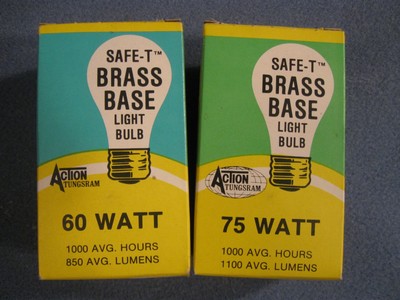 SAFE-T™
BRASS
BASE
LIGHT
BULB
ACTION
TUNGSRAM
60 WATT
1000 AVG. HOURS
850 AVG. LUMENS
SAFE-T™
BRASS
BASE
LIGHT
BULB
ACTION
TUNGSRAM
75 WATT
1000 AVG. HOURS
1100 AVG. LUMENS